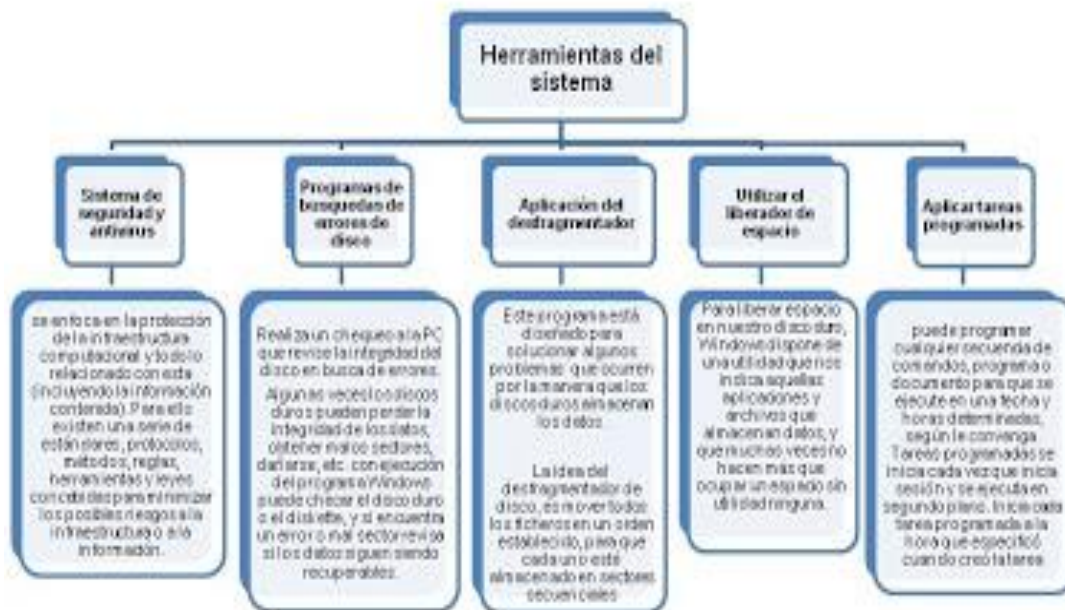 Herramientas del
sistema
Sistema de
seguridad y
antivirus
se enfoca en la protección
de la infraestructura
computacional y todo lo
relacionado con esta
(incluyendo la información
contenida). Para ello
existen una serie de
estándares, protocolos,
métodos, reglas,
herramientas y leyes
concebidas para minimizar
los posibles riesgos a la
infraestructura o a la
información.
Programas de
busquedas de
errores de
disco
Realiza un chequeo a la PC
que revise la integridad del
disco en busca de errores.
Algunas veces los discos
duros pueden perder la
integridad de los datos,
obtener malos sectores,
dañarse, etc. con ejecución
del programa Windows
puede checar el disco duro
o el diskette, y si encuentra
un error o mal sector revisa
si los datos siguen siendo
recuperables.
Aplicación del
desfragmentador
Este programa está
diseñado para
solucionar algunos
problemas que ocurren
por la manera que los
discos duros almacenan
los datos
La idea del
desfragmentador de
disco, es mover todos
los ficheros en un orden
establecido, para que
cada uno esté
almacenado en sectores
secuenciales
Utilizar el
liberador de
espacio
Para liberar espacio
en nuestro disco duro,
Windows dispone de
una utilidad que nos
indica aquellas
aplicaciones y
archivos que
almacenan datos, y
que muchas veces no
hacen mas que
ocupar un espacio sin
utilidad ninguna.
Aplicar tareas
programadas
puede programar
cualquier secuencia de
comandos, programa o
documento para que se
ejecute en una fecha y
horas determinadas,
según le convenga
Tareas programadas se
inicia cada vez que inicia
sesión y se ejecuta en
segundo plano. Inicia cada
tarea programada a la
hora que especificó
cuando creó la tarea